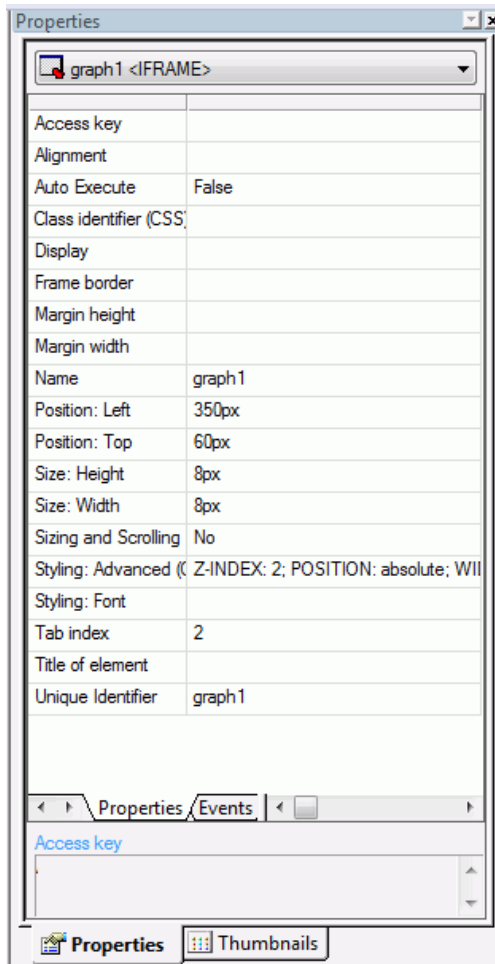 Properties
graph1 <IFRAME>
Access key
Alignment
Auto Execute False
Class identifier (CSS)
Display
Frame border
Margin height
Margin width
Name graph1
Position: Left 350px
Position: Top 60px
Size: Height 8px
Size: Width 8px
Sizing and Scrolling No
Styling: Advanced (C Z-INDEX: 2; POSITION: absolute; WI
Styling: Font
Tab index 2
Title of element
Unique Identifier graph1
Properties Events
Access key
Properties Thumbnails